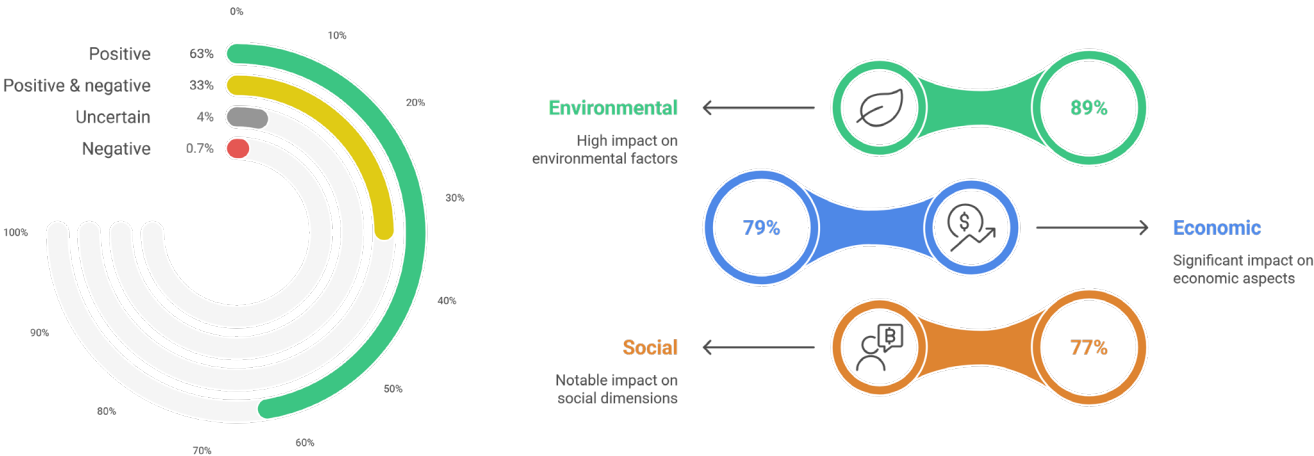 0%
10%
20%
30%
40%
50%
60%
70%
80%
90%
100%
Positive 63%
Positive & negative 33%
Uncertain 4%
Negative 0.7%
Environmental
High impact on
environmental factors
89%
79%
$
Economic
Significant impact on
economic aspects
Social
Notable impact on
social dimensions
B
77%